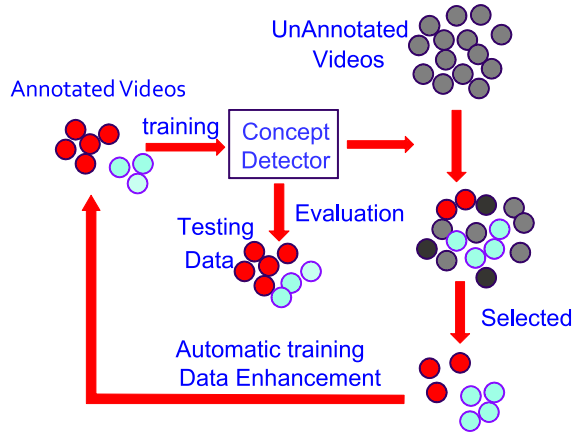 UnAnnotated
Videos
Annotated Videos
training
Concept
Detector
Evaluation
Testing
Data
Selected
Automatic training
Data Enhancement